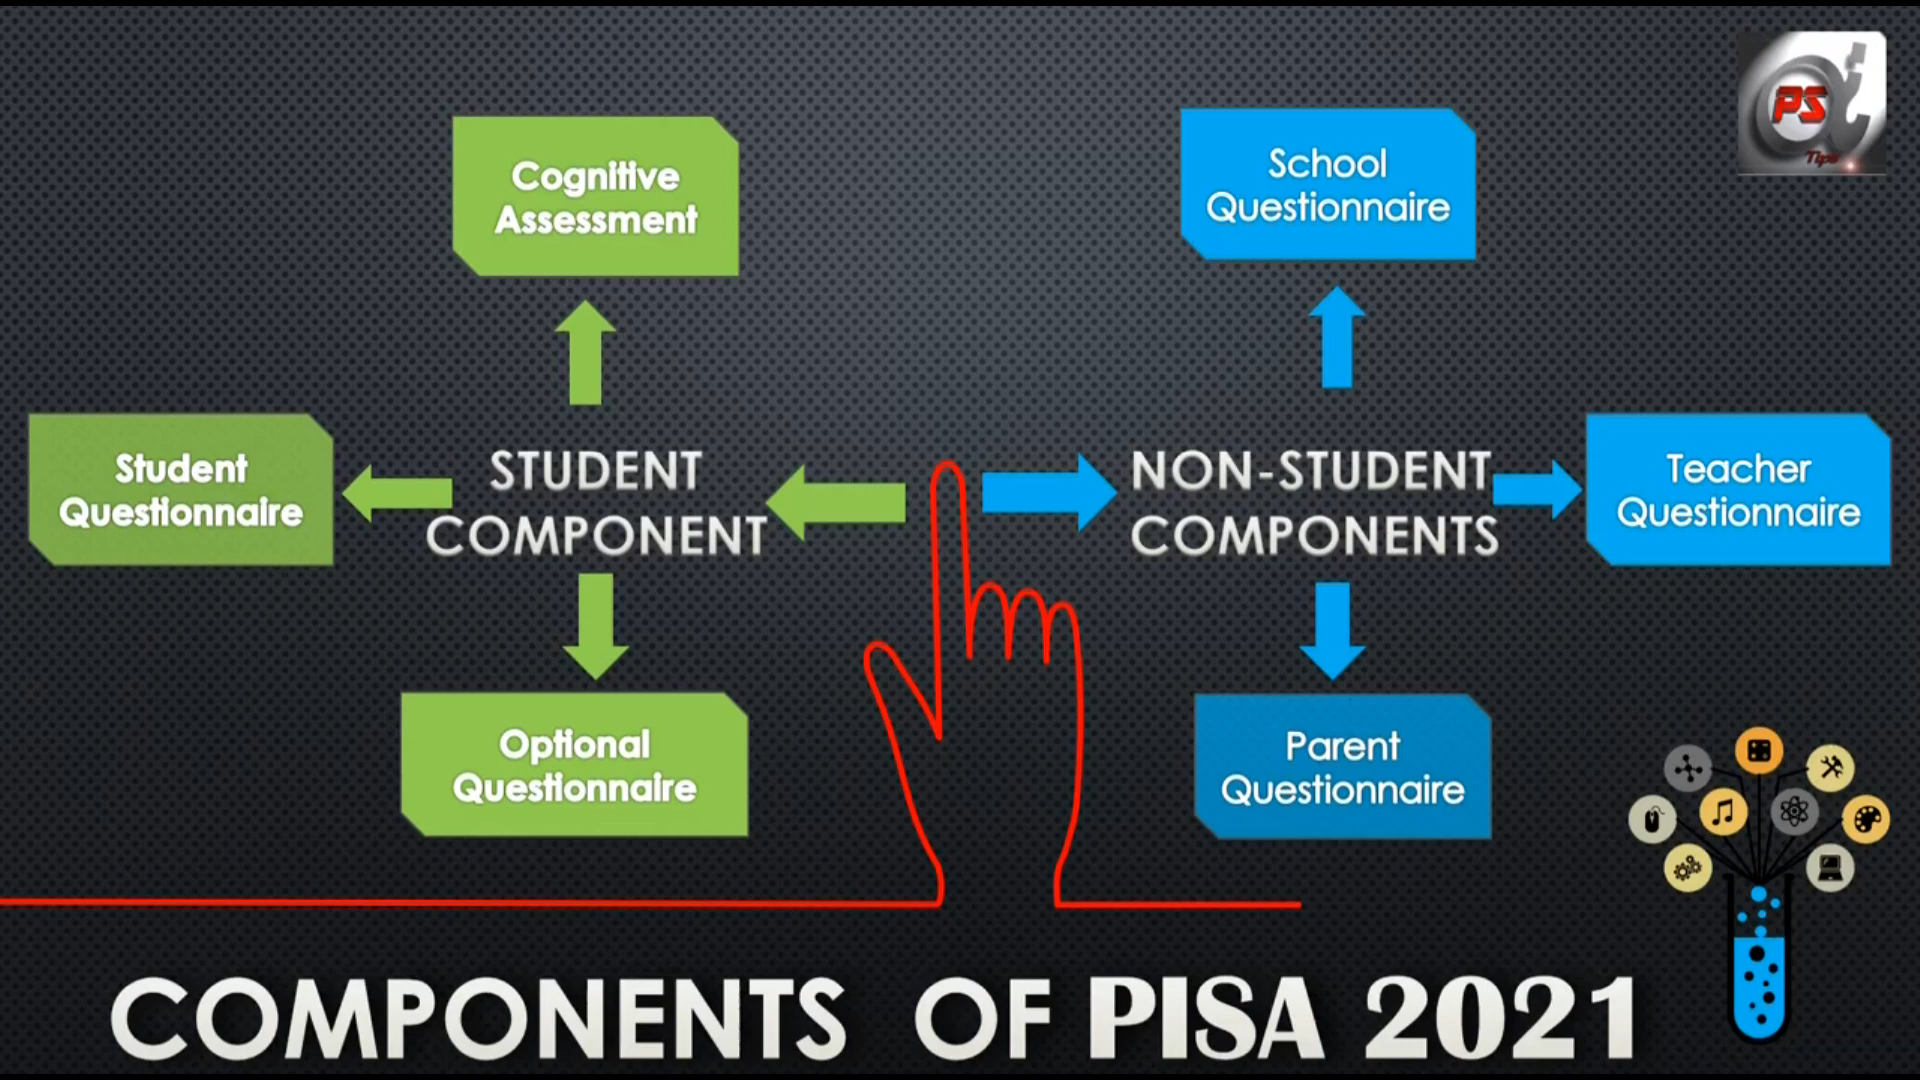 PS
Tips
Cognitive
Assessment
School
Questionnaire
Student
Questionnaire
STUDENT
COMPONENT
NON-STUDENT
COMPONENTS
Teacher
Questionnaire
Optional
Questionnaire
Parent
Questionnaire
COMPONENTS OF PISA 2021